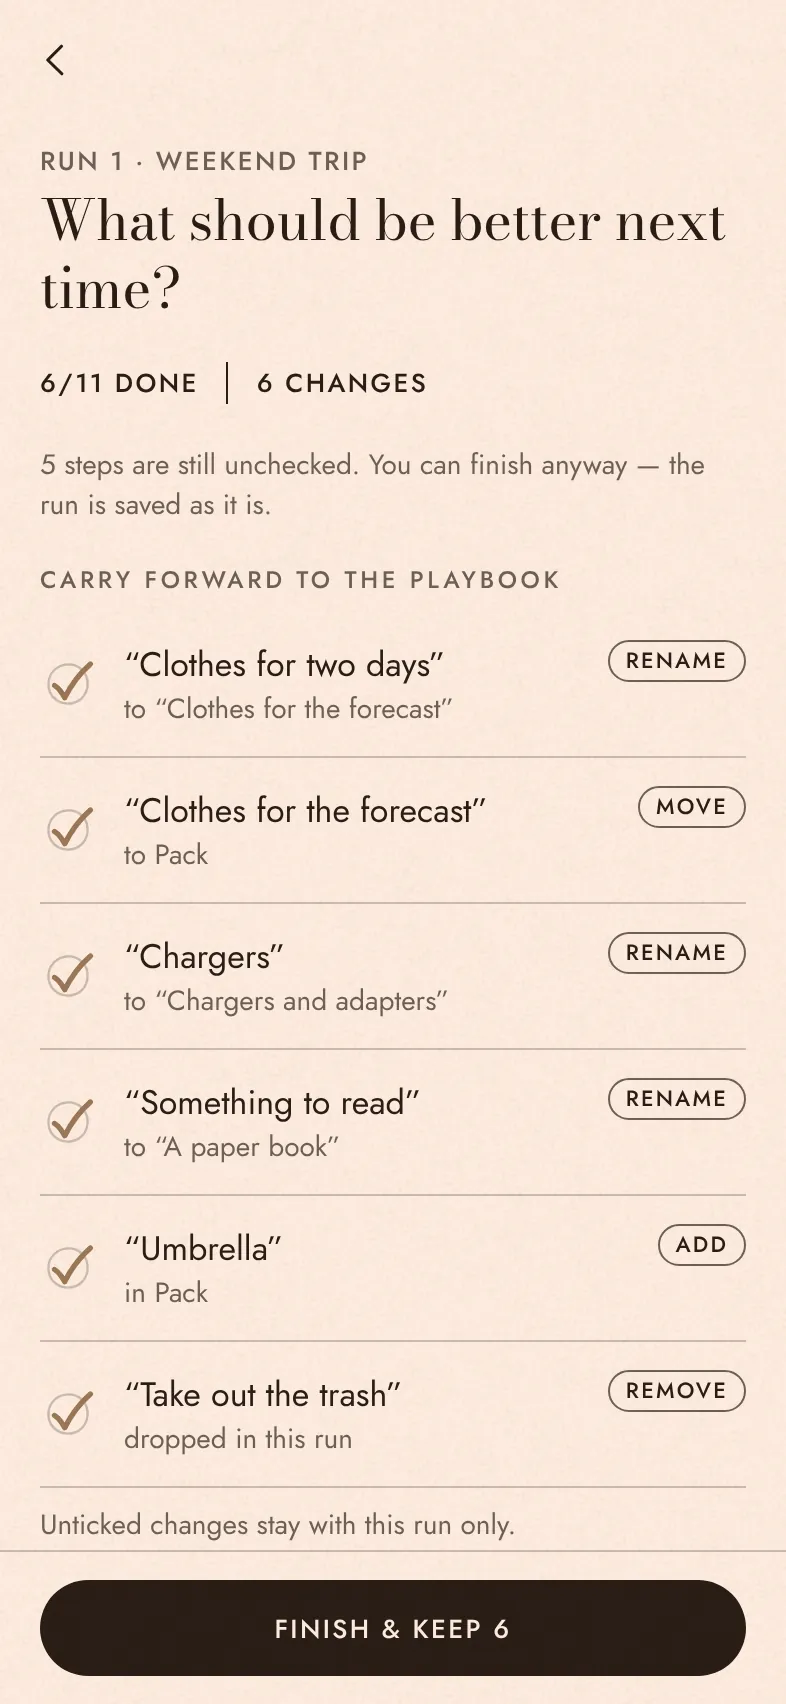 RUN 1 · WEEKEND TRIP
What should be better next
time?
6/11 DONE | 6 CHANGES
5 steps are still unchecked. You can finish anyway — the
run is saved as it is.
CARRY FORWARD TO THE PLAYBOOK
“Clothes for two days” RENAME
to “Clothes for the forecast”
“Clothes for the forecast” MOVE
to Pack
“Chargers” RENAME
to “Chargers and adapters”
“Something to read” RENAME
to “A paper book”
“Umbrella” ADD
in Pack
“Take out the trash” REMOVE
dropped in this run
Unticked changes stay with this run only.
FINISH & KEEP 6